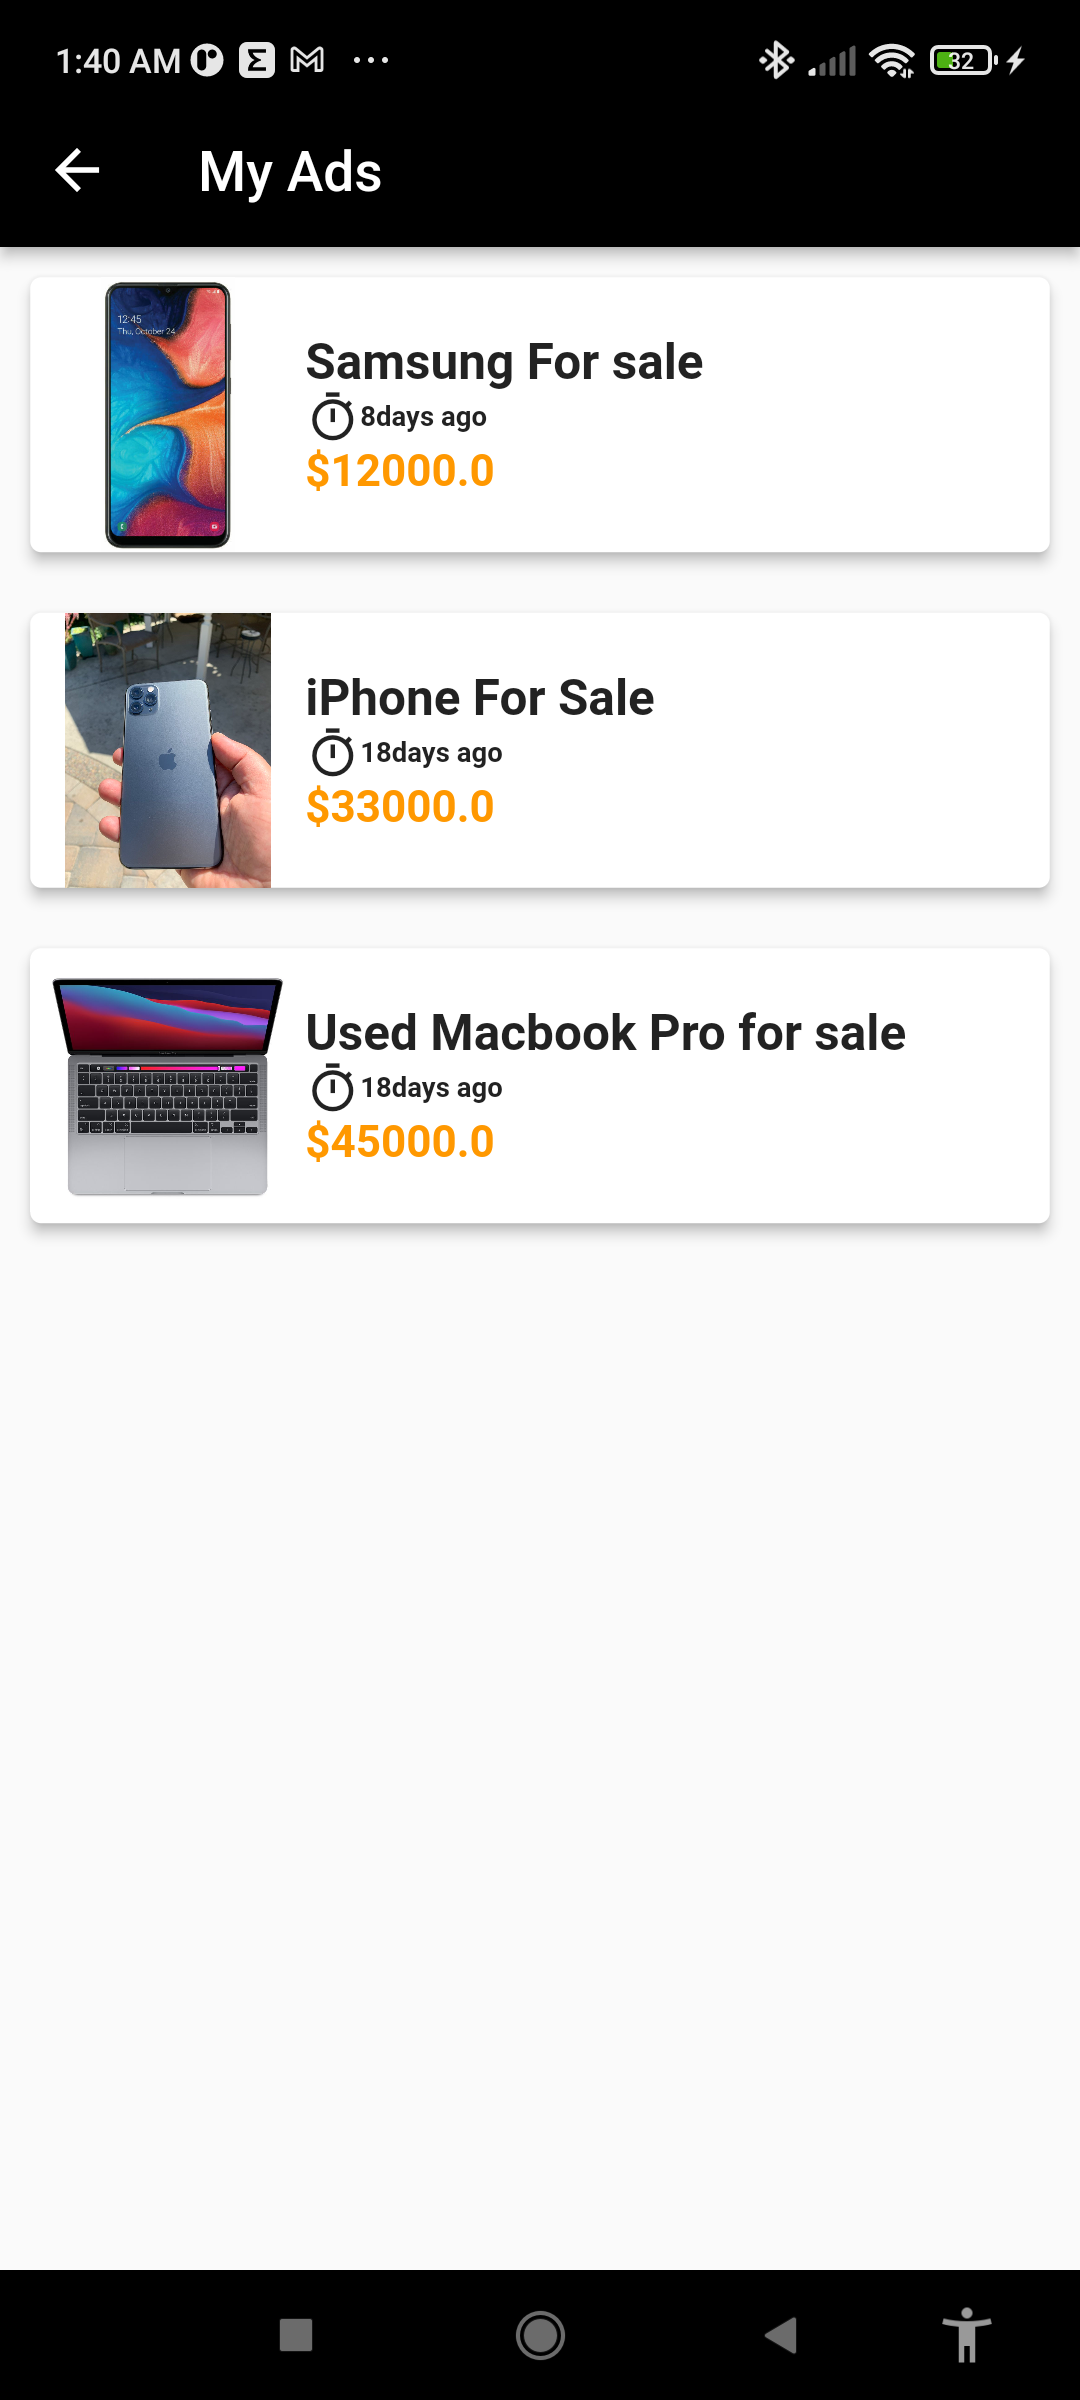 1:40 AM
32
My Ads
12:45
Thu, October 24
Samsung For sale
8days ago
$12000.0
iPhone For Sale
18days ago
$33000.0
Used Macbook Pro for sale
18days ago
$45000.0